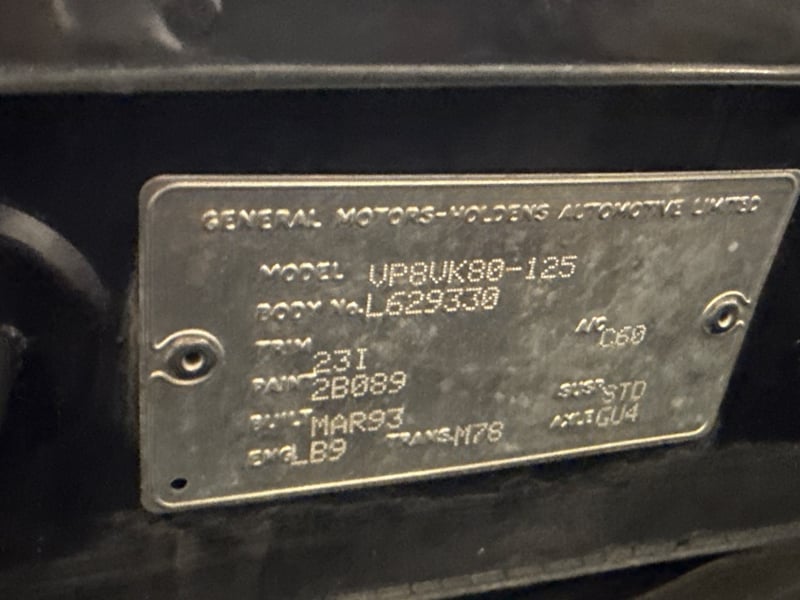 GENERAL MOTORS-HOLDENS AUTOMOTIVE LIMITED
MODEL VP8VK80-125
BODY No. L629330
TRIM 23I A/C C60
PAINT 2B089 SUSP STD
BUILT MAR93 AXLE GU4
ENG LB9 TRANS. M78